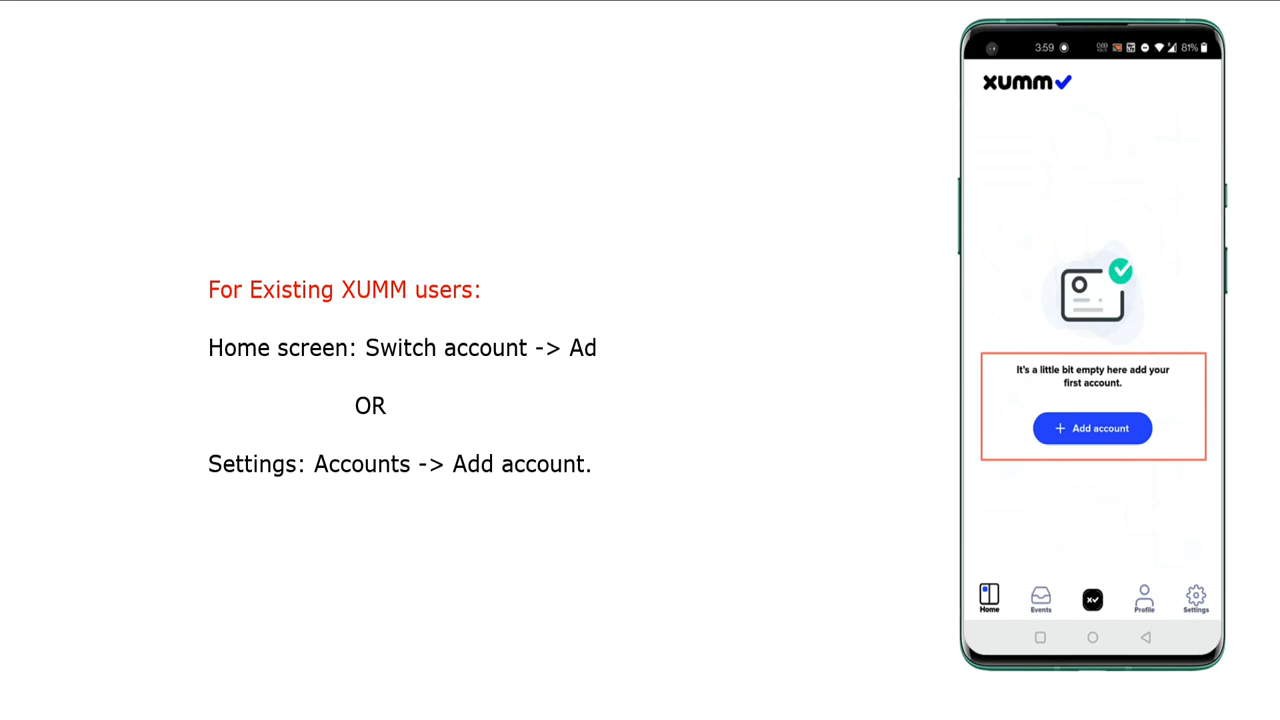 For Existing XUMM users:
Home screen: Switch account -> Ad
OR
Settings: Accounts -> Add account.
3:59
81%
xumm
It's a little bit empty here add your
first account.
+ Add account
Home
Events
Profile
Settings